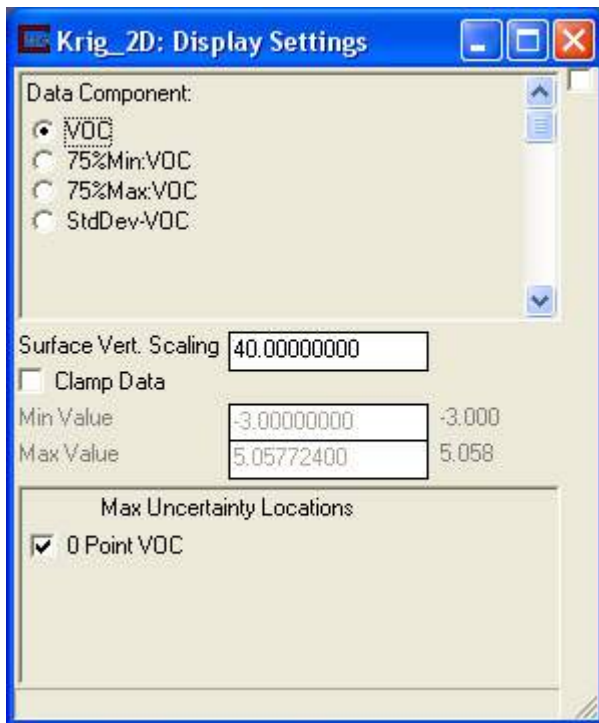 Krig_2D: Display Settings
Data Component:
VOC
75%Min:VOC
75%Max:VOC
StdDev-VOC
Surface Vert. Scaling 40.00000000
Clamp Data
Min Value -3.00000000 -3.000
Max Value 5.05772400 5.058
Max Uncertainty Locations
0 Point VOC